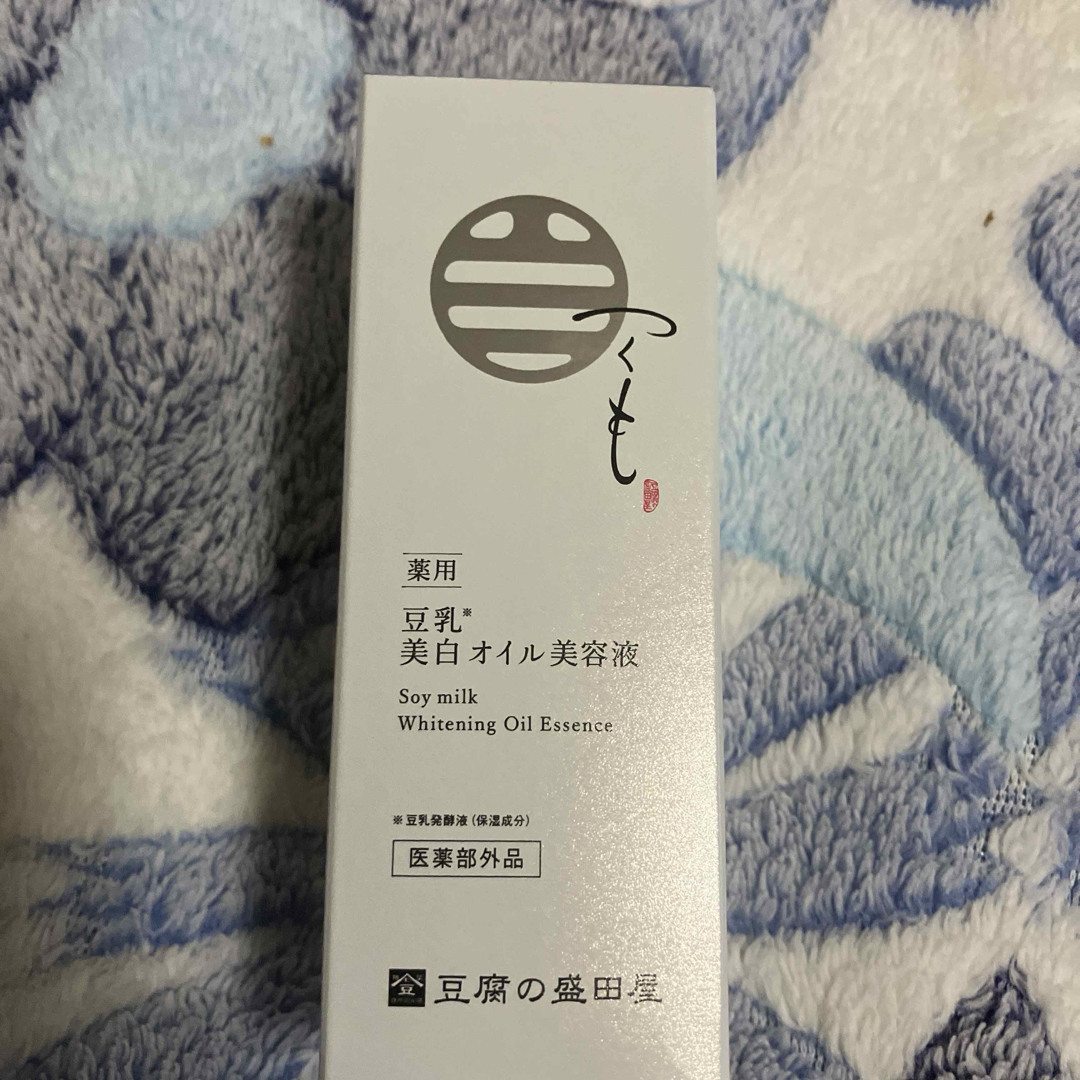 つくも
薬用
豆乳※
美白オイル美容液
Soy milk
Whitening Oil Essence
※豆乳発酵液(保湿成分)
医薬部外品
豆腐の盛田屋